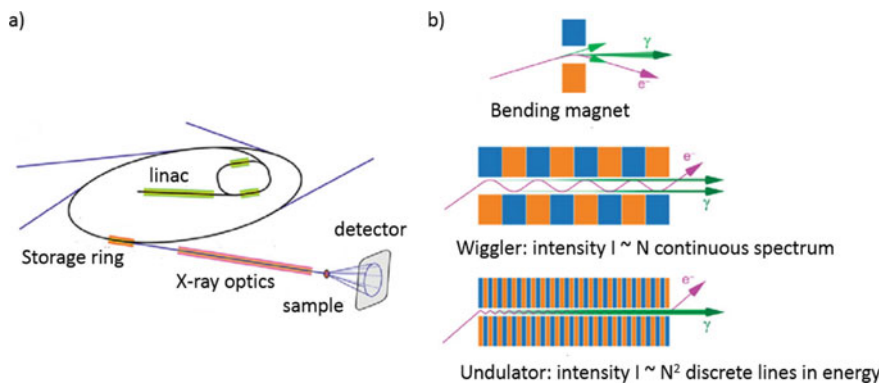 a)
linac
detector
Storage ring
X-ray optics
sample
b)
γ
e⁻
Bending magnet
e⁻
γ
Wiggler: intensity I ~ N continuous spectrum
e⁻
γ
Undulator: intensity I ~ N² discrete lines in energy